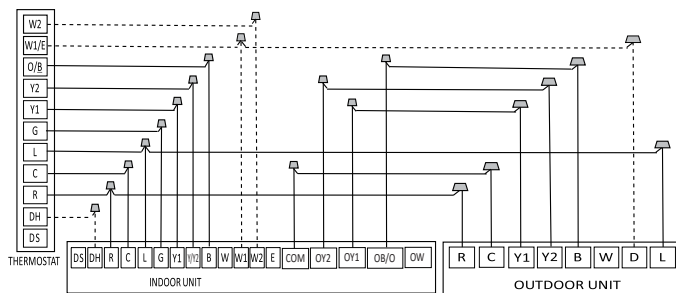 W2
W1/E
O/B
Y2
Y1
G
L
C
R
DH
DS
THERMOSTAT
DS DH R C L G Y1 Y/Y2 B W W1 W2 E COM OY2 OY1 OB/O OW
INDOOR UNIT
R C Y1 Y2 B W D L
OUTDOOR UNIT